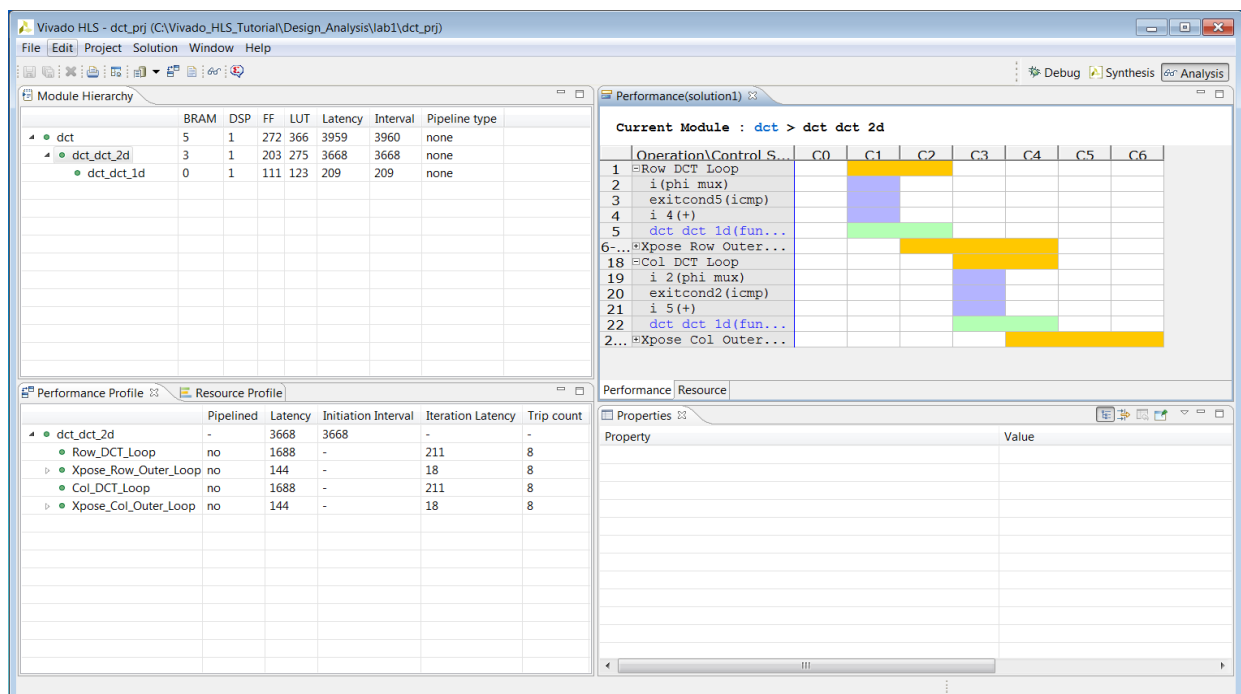 Vivado HLS - dct_prj (C:\Vivado_HLS_Tutorial\Design_Analysis\lab1\dct_prj)
File Edit Project Solution Window Help
Debug Synthesis Analysis
Module Hierarchy
BRAM DSP FF LUT Latency Interval Pipeline type
dct 5 1 272 366 3959 3960 none
dct_dct_2d 3 1 203 275 3668 3668 none
dct_dct_1d 0 1 111 123 209 209 none
Performance(solution1)
Current Module : dct > dct dct 2d
Operation\Control S... C0 C1 C2 C3 C4 C5 C6
1 Row DCT Loop
2 i(phi mux)
3 exitcond5(icmp)
4 i 4(+)
5 dct dct 1d(fun...
6-... Xpose Row Outer...
18 Col DCT Loop
19 i 2(phi mux)
20 exitcond2(icmp)
21 i 5(+)
22 dct dct 1d(fun...
2... Xpose Col Outer...
Performance Resource
Performance Profile Resource Profile
Pipelined Latency Initiation Interval Iteration Latency Trip count
dct_dct_2d - 3668 3668 - -
Row_DCT_Loop no 1688 - 211 8
Xpose_Row_Outer_Loop no 144 - 18 8
Col_DCT_Loop no 1688 - 211 8
Xpose_Col_Outer_Loop no 144 - 18 8
Properties
Property Value